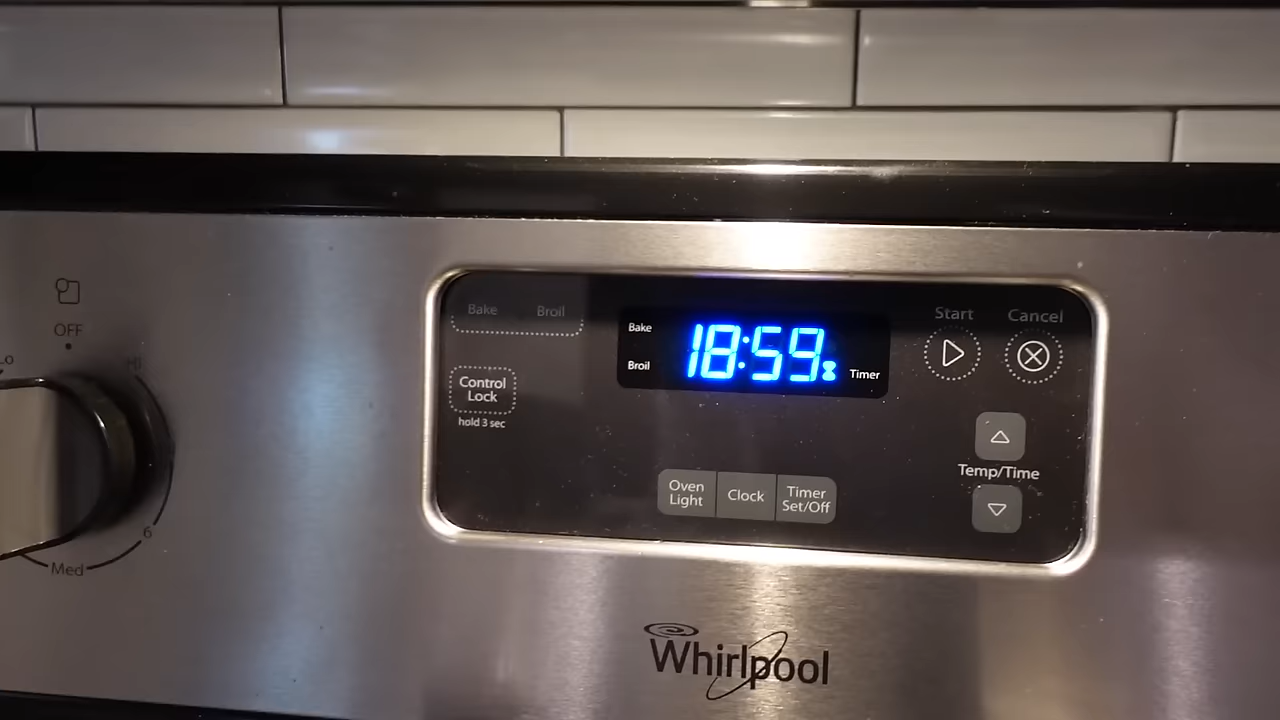 OFF
Lo
Hi
6
Med
Bake Broil
Control
Lock
hold 3 sec
Bake
Broil
18:59
Timer
Start Cancel
Temp/Time
Oven
Light
Clock
Timer
Set/Off
Whirlpool